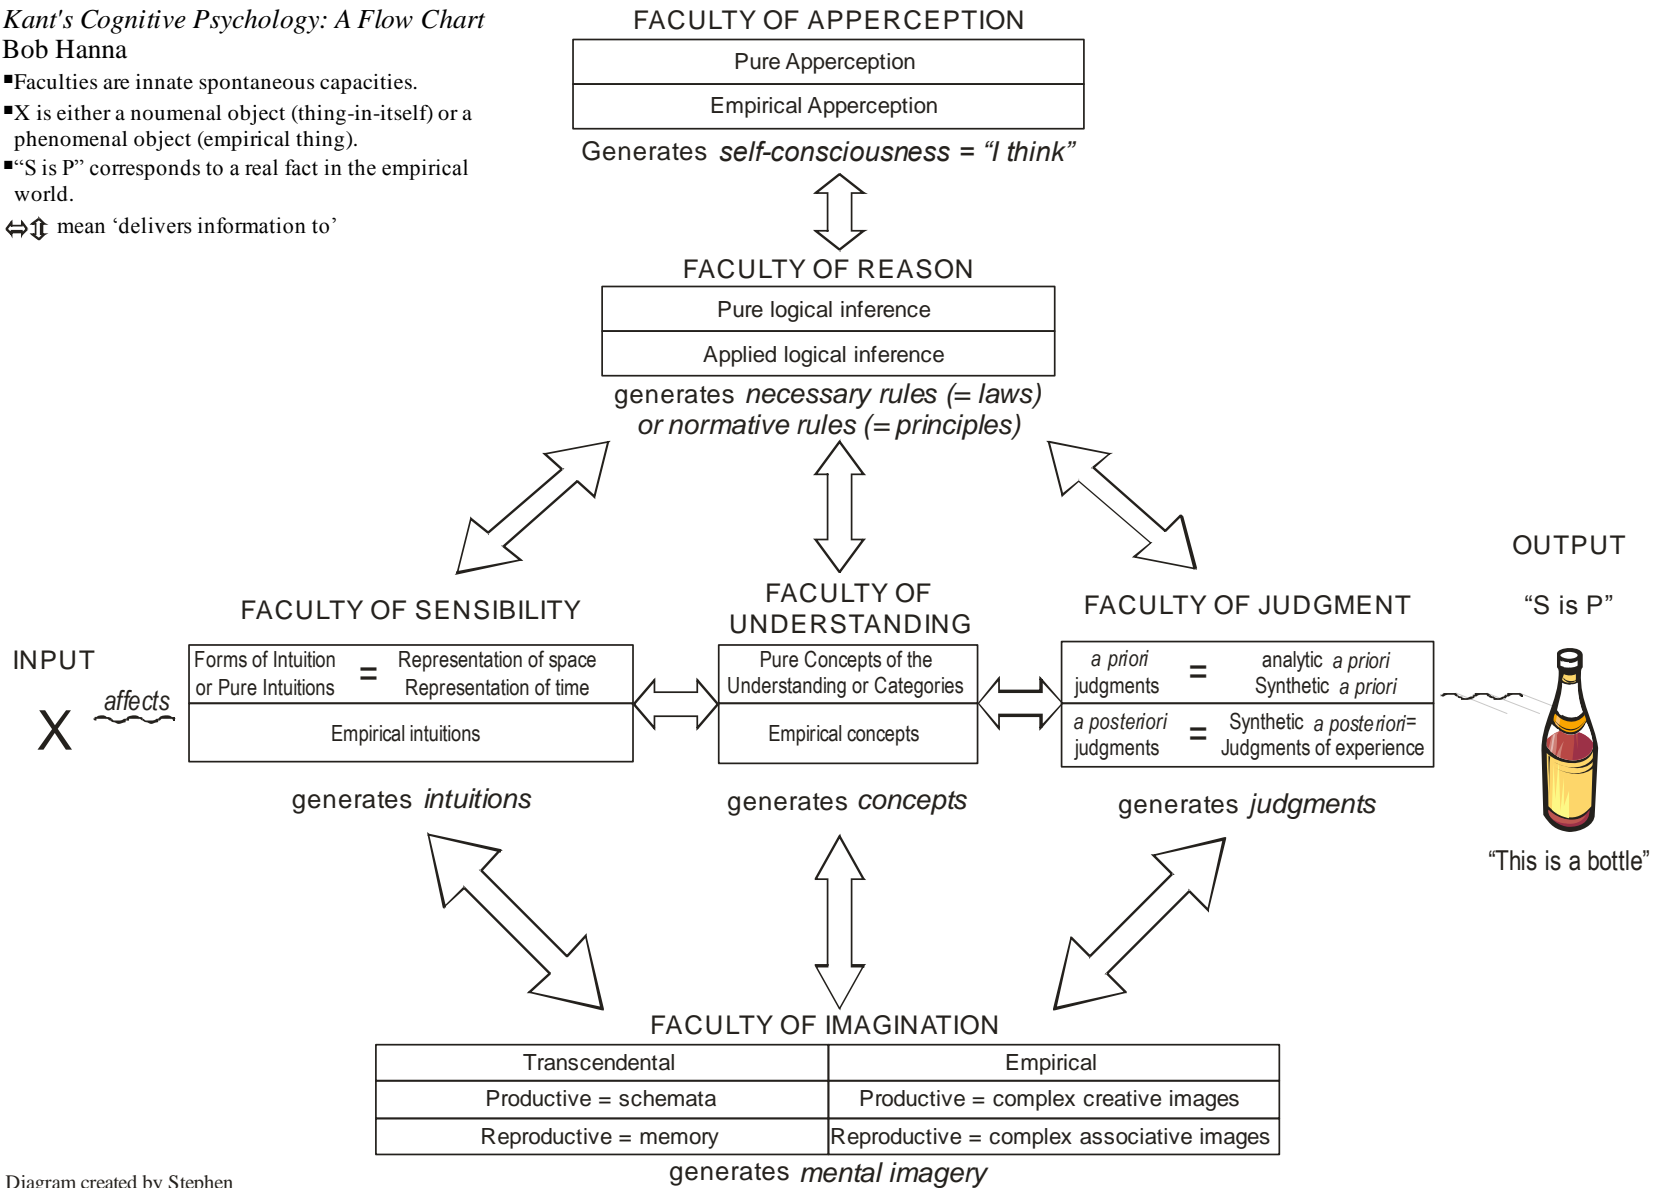 Kant's Cognitive Psychology: A Flow Chart
Bob Hanna
▪Faculties are innate spontaneous capacities.
▪X is either a noumenal object (thing-in-itself) or a
phenomenal object (empirical thing).
▪“S is P” corresponds to a real fact in the empirical
world.
⇔⇕ mean ‘delivers information to’
FACULTY OF APPERCEPTION
Pure Apperception
Empirical Apperception
Generates self-consciousness = “I think”
FACULTY OF REASON
Pure logical inference
Applied logical inference
generates necessary rules (= laws)
or normative rules (= principles)
INPUT
X
affects
FACULTY OF SENSIBILITY
Forms of Intuition
or Pure Intuitions
=
Representation of space
Representation of time
Empirical intuitions
generates intuitions
FACULTY OF
UNDERSTANDING
Pure Concepts of the
Understanding or Categories
Empirical concepts
generates concepts
FACULTY OF JUDGMENT
a priori
judgments
=
analytic a priori
Synthetic a priori
a posteriori
judgments
=
Synthetic a posteriori=
Judgments of experience
generates judgments
OUTPUT
“S is P”
“This is a bottle”
FACULTY OF IMAGINATION
Transcendental
Empirical
Productive = schemata
Productive = complex creative images
Reproductive = memory
Reproductive = complex associative images
generates mental imagery
Diagram created by Stephen